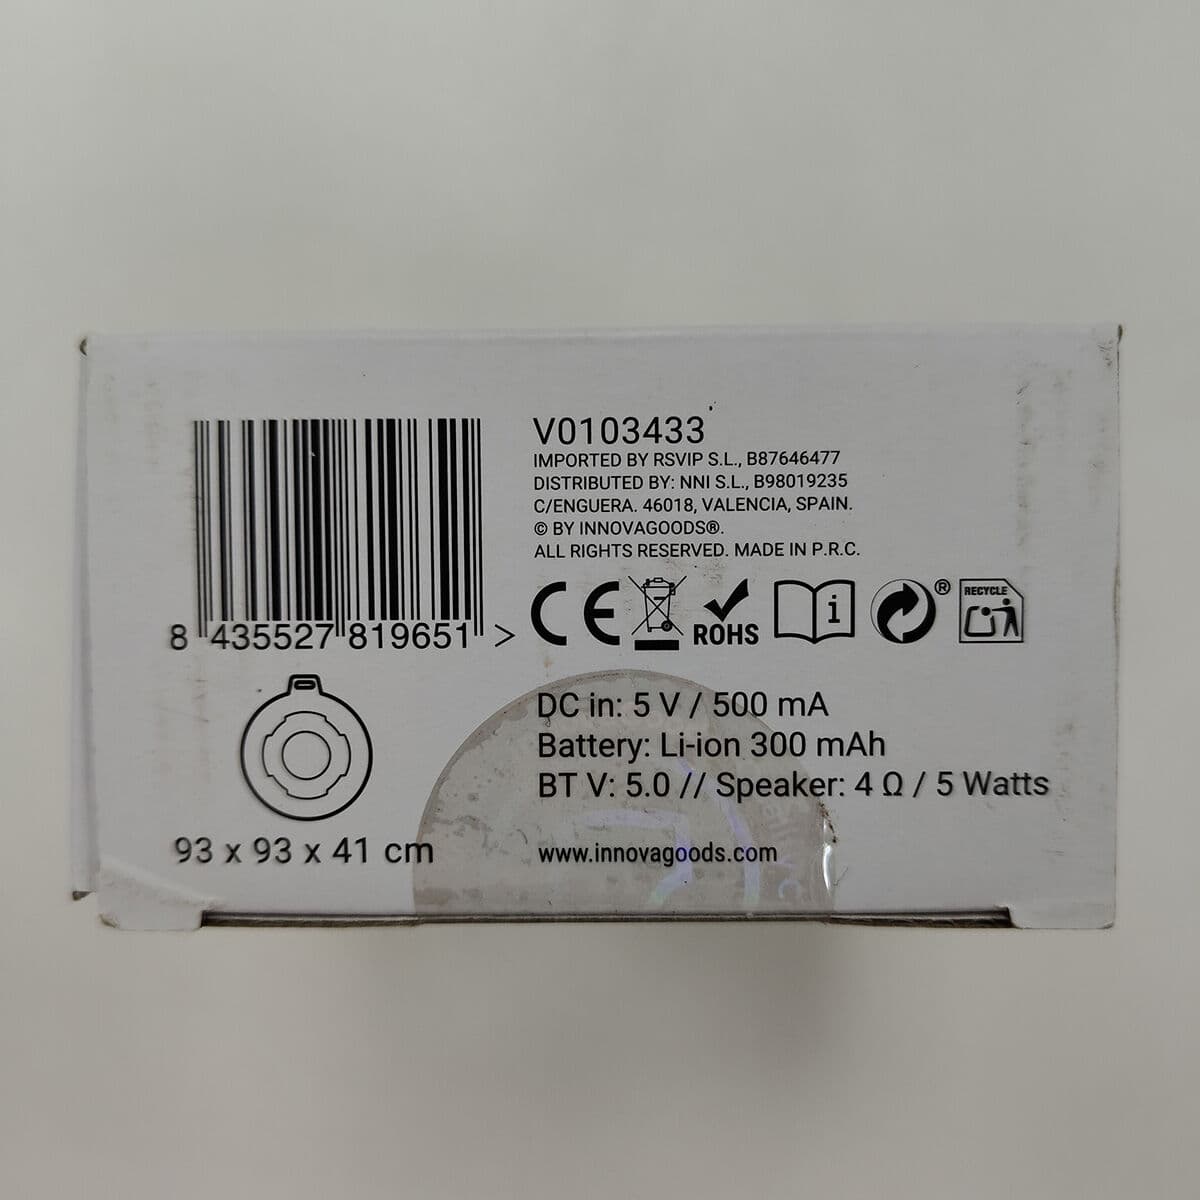 V0103433
IMPORTED BY RSVIP S.L., B87646477
DISTRIBUTED BY: NNI S.L., B98019235
C/ENGUERA. 46018, VALENCIA, SPAIN.
© BY INNOVAGOODS®.
ALL RIGHTS RESERVED. MADE IN P.R.C.
8 435527 819651 >
CE
ROHS
i
®
RECYCLE
DC in: 5 V / 500 mA
Battery: Li-ion 300 mAh
BT V: 5.0 // Speaker: 4 Ω / 5 Watts
93 x 93 x 41 cm
www.innovagoods.com